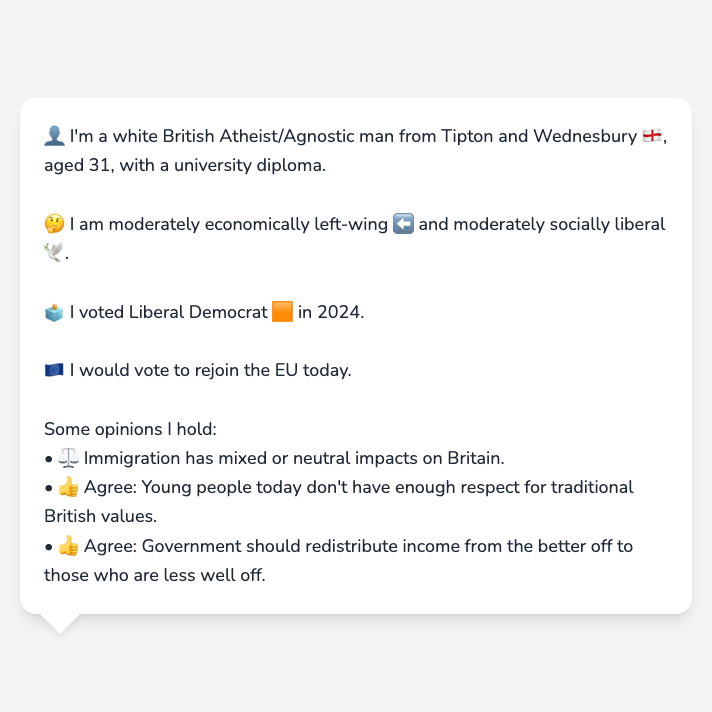 👤 I'm a white British Atheist/Agnostic man from Tipton and Wednesbury 🏴󠁧󠁢󠁥󠁮󠁧󠁿,
aged 31, with a university diploma.
🤔 I am moderately economically left-wing ⬅️ and moderately socially liberal
🕊️.
🗳️ I voted Liberal Democrat 🟧 in 2024.
🇪🇺 I would vote to rejoin the EU today.
Some opinions I hold:
• ⚖️ Immigration has mixed or neutral impacts on Britain.
• 👍 Agree: Young people today don't have enough respect for traditional
British values.
• 👍 Agree: Government should redistribute income from the better off to
those who are less well off.